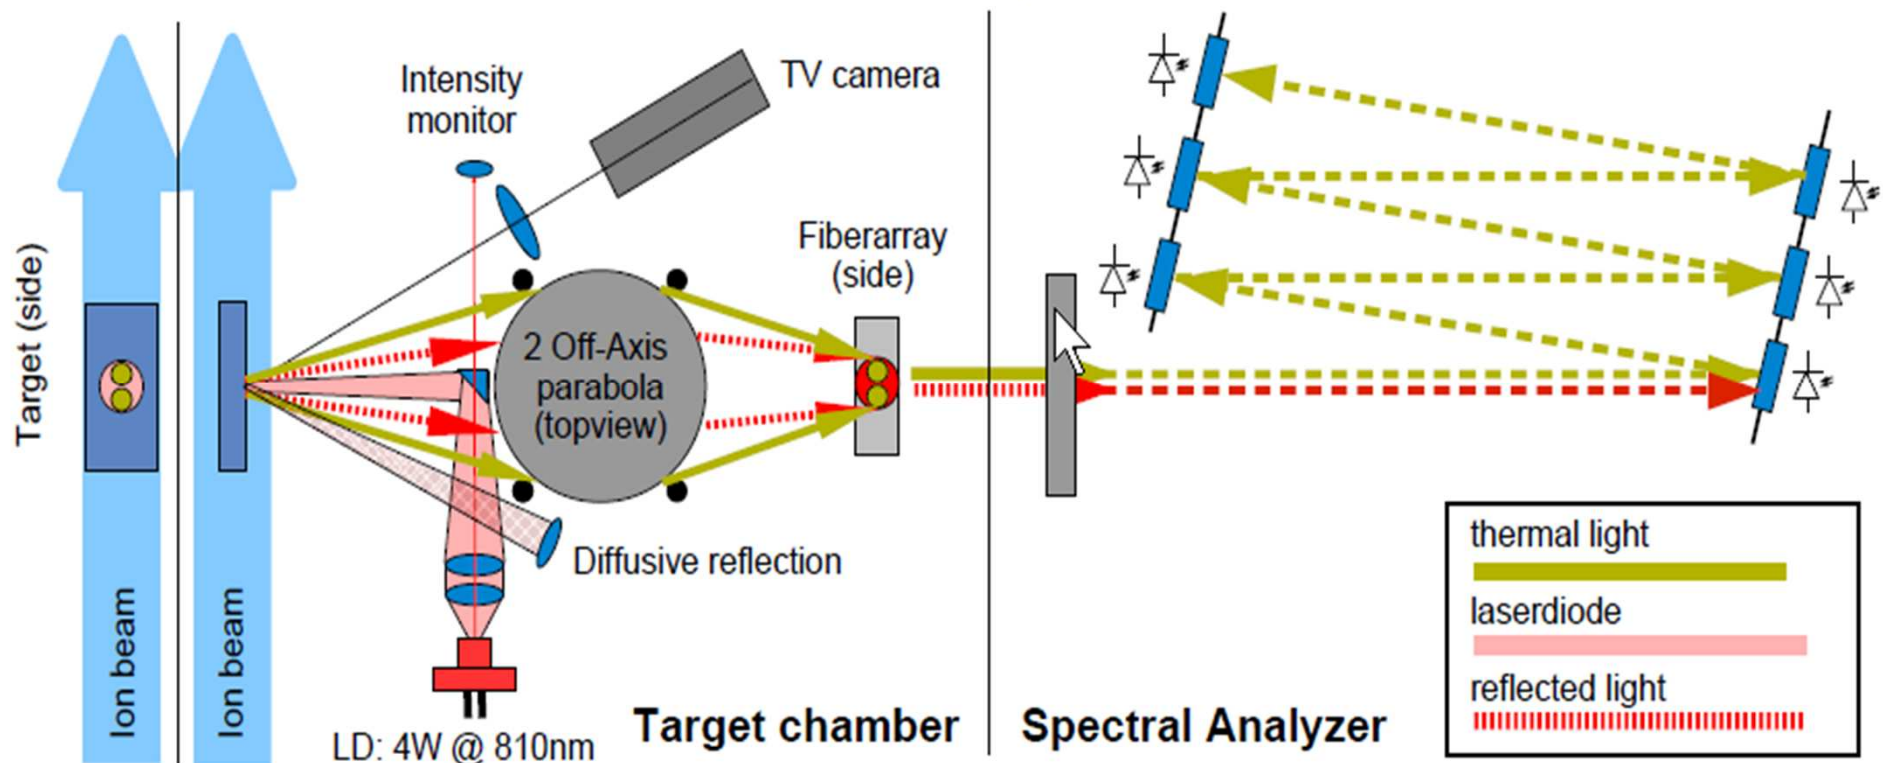 Target (side)
Ion beam
Ion beam
Intensity
monitor
TV camera
2 Off-Axis
parabola
(topview)
Fiberarray
(side)
Diffusive reflection
LD: 4W @ 810nm
Target chamber
Spectral Analyzer
thermal light
laserdiode
reflected light